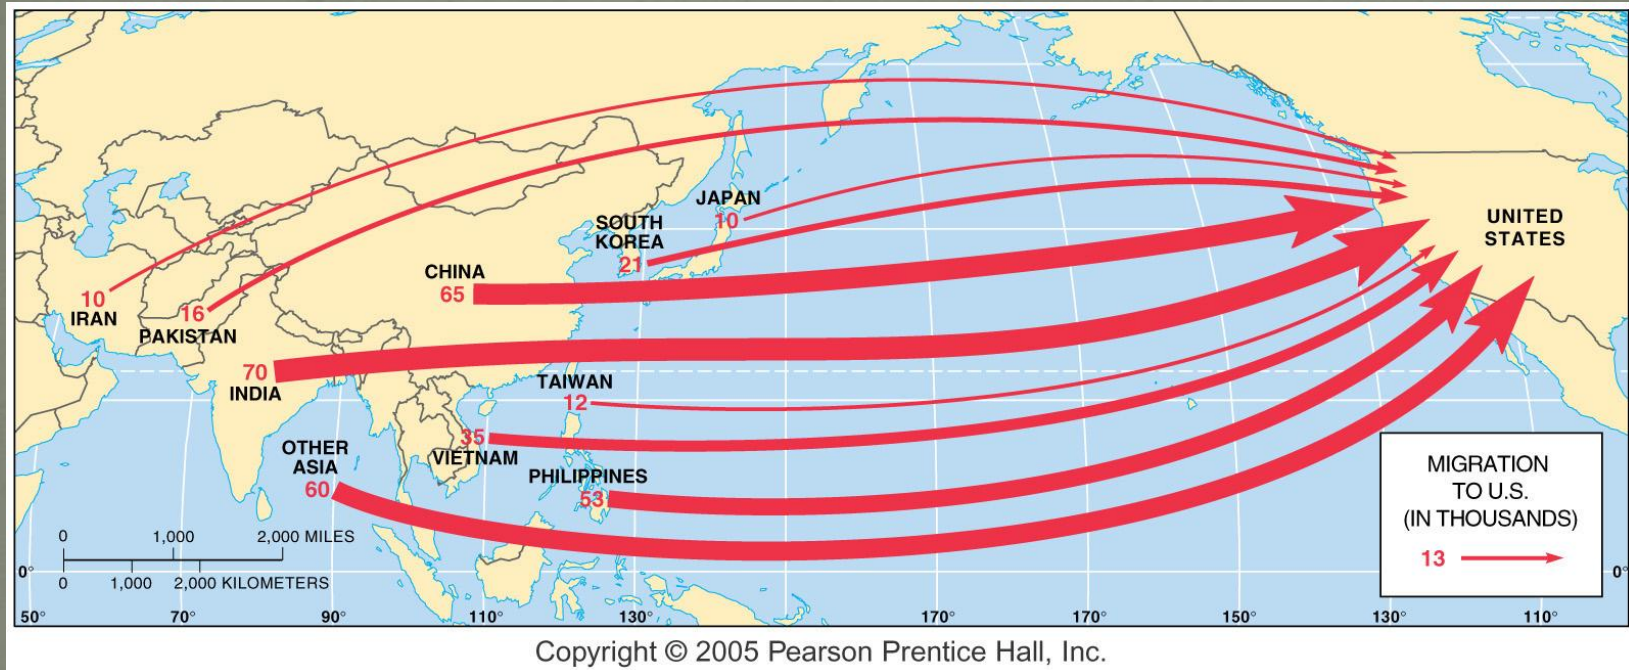 JAPAN
10
SOUTH
KOREA
21
UNITED
STATES
CHINA
65
10
IRAN
16
PAKISTAN
70
INDIA
TAIWAN
12
35
VIETNAM
OTHER
ASIA
60
PHILIPPINES
53
MIGRATION
TO U.S.
(IN THOUSANDS)
13
0 1,000 2,000 MILES
0 1,000 2,000 KILOMETERS
0° 0°
50° 70° 90° 110° 130° 170° 170° 150° 130° 110°
Copyright © 2005 Pearson Prentice Hall, Inc.